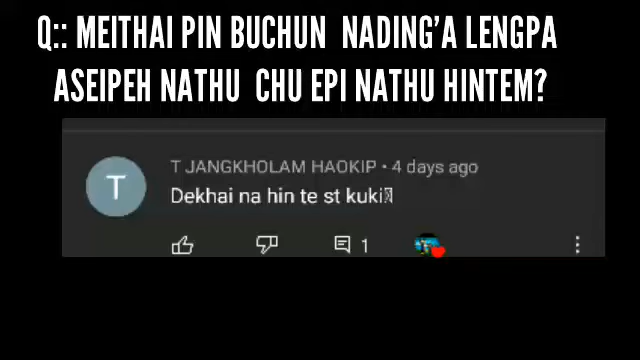 Q:: MEITHAI PIN BUCHUN NADING'A LENGPA
ASEIPEH NATHU CHU EPI NATHU HINTEM?
T JANGKHOLAM HAOKIP • 4 days ago
T
Dekhai na hin te st kuki
1